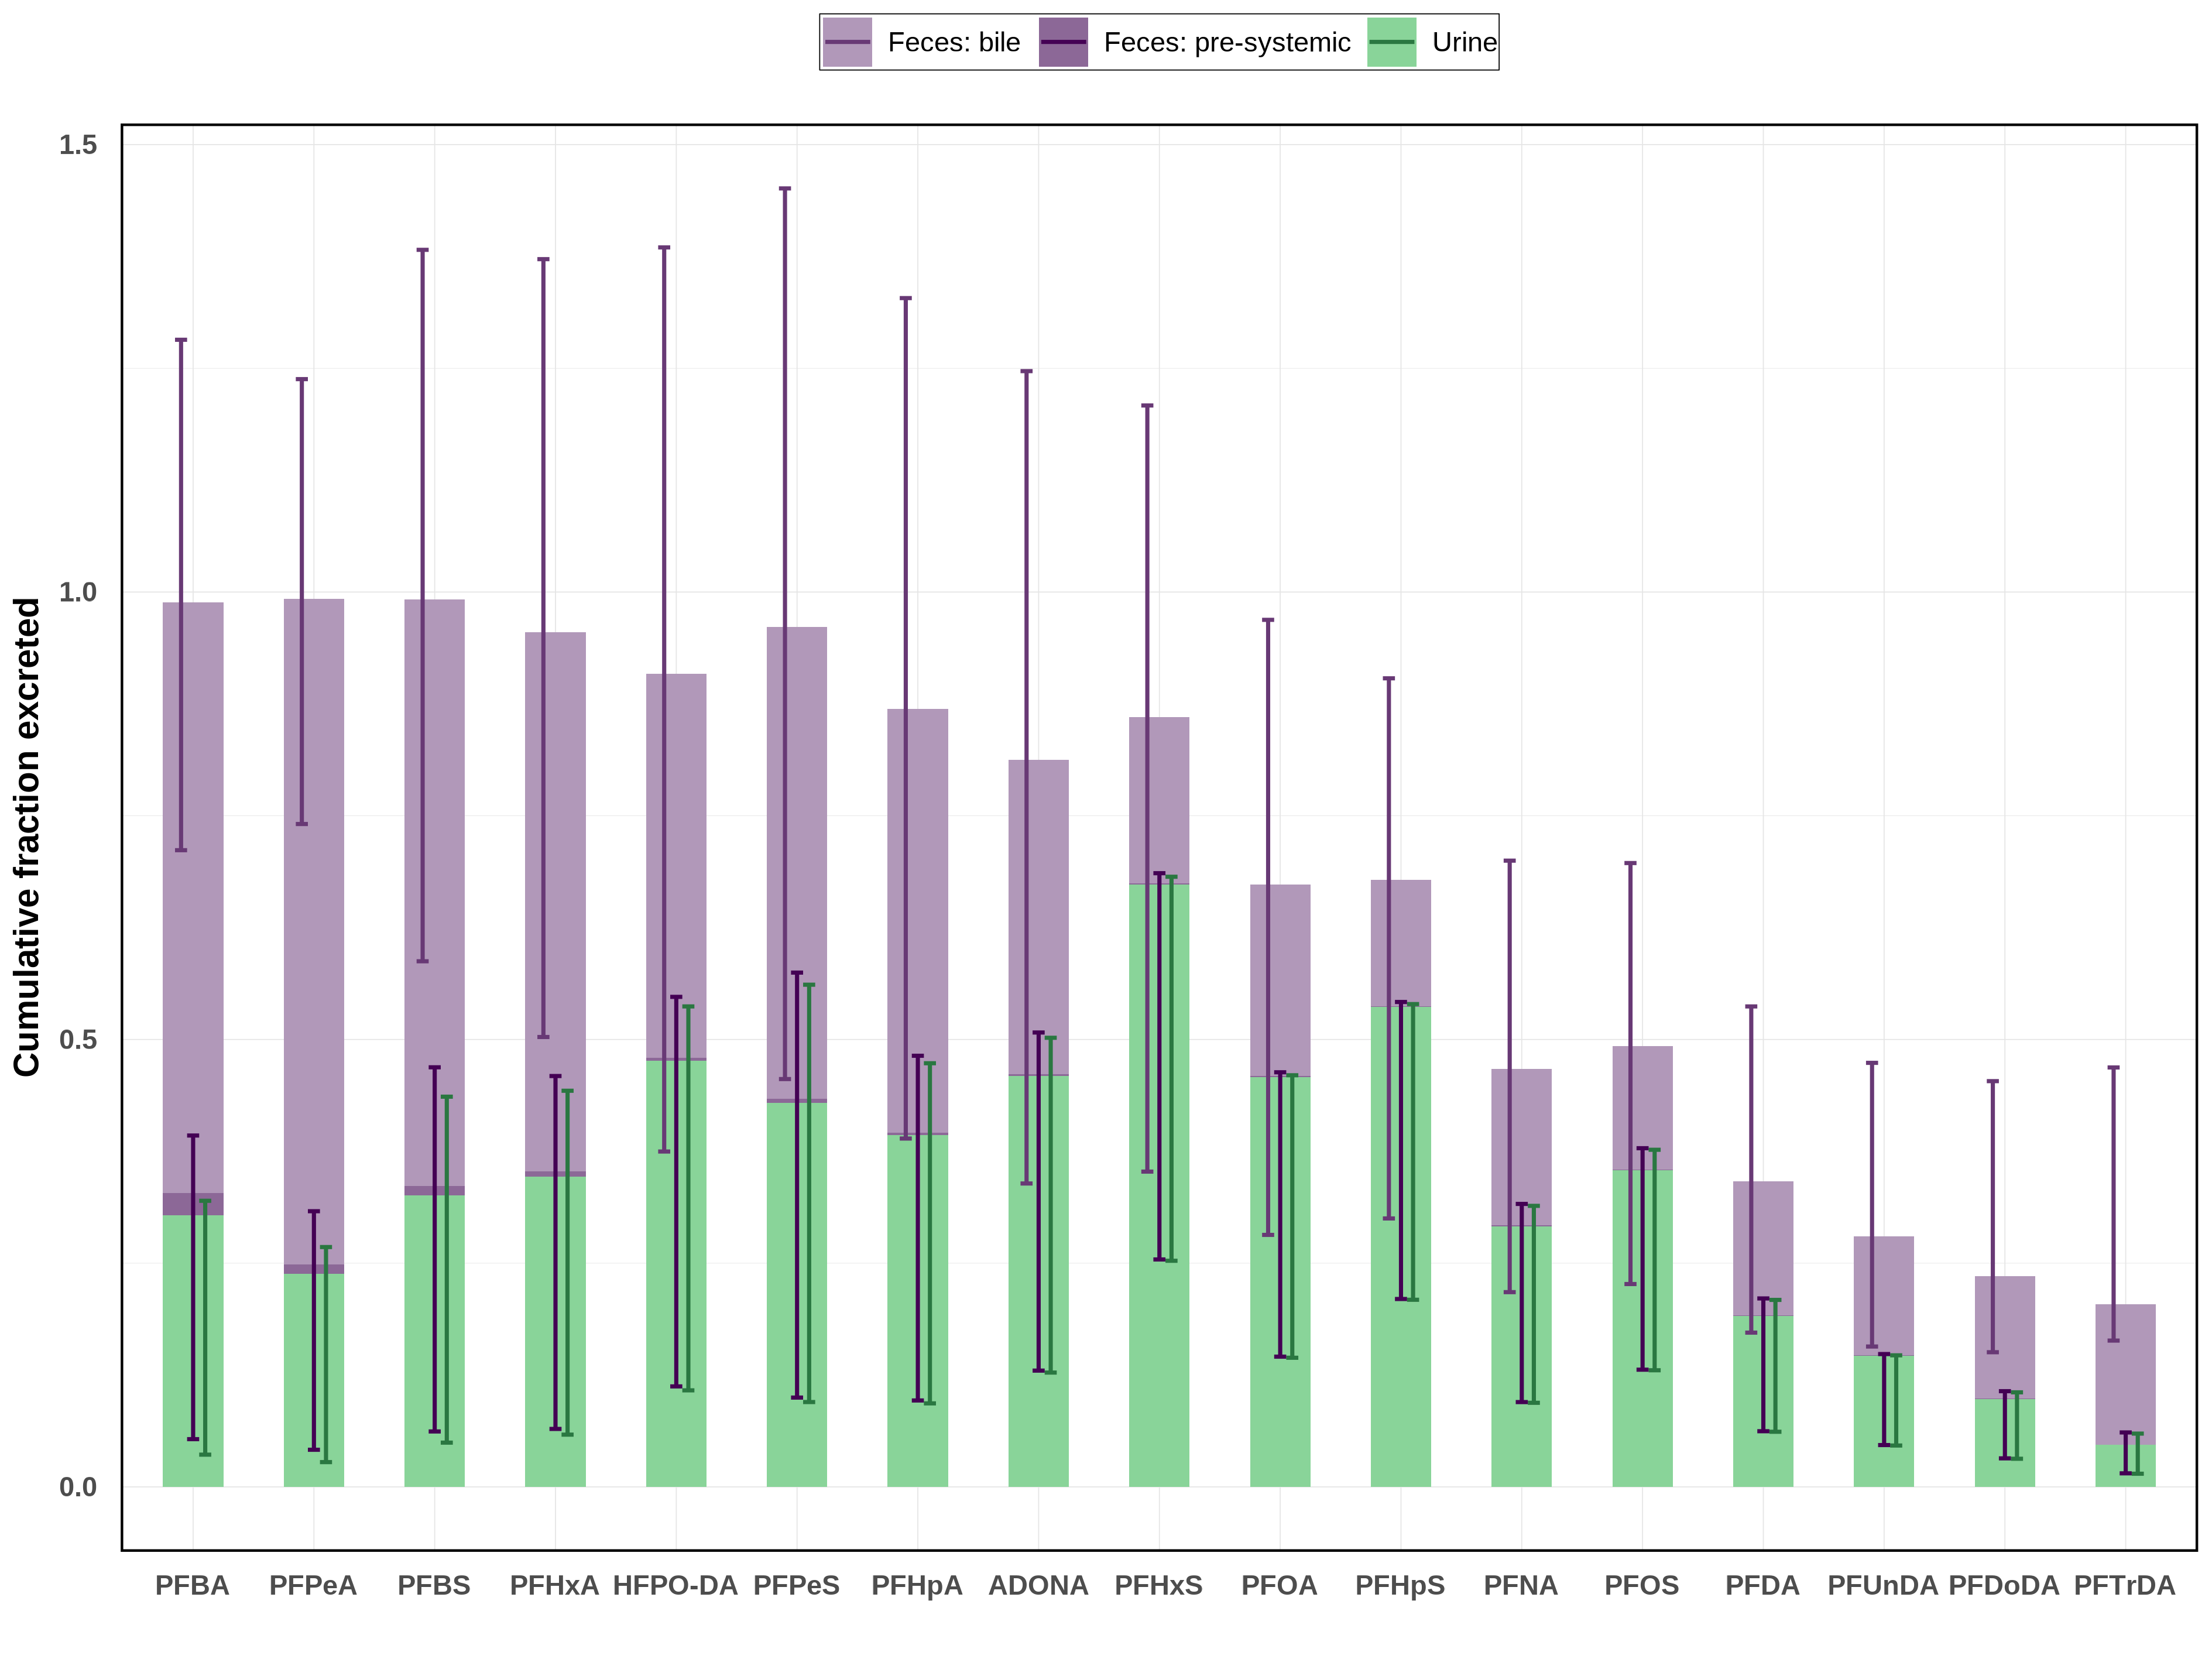 Feces: bile Feces: pre-systemic Urine
Cumulative fraction excreted
1.5
1.0
0.5
0.0
PFBA PFPeA PFBS PFHxA HFPO-DA PFPeS PFHpA ADONA PFHxS PFOA PFHpS PFNA PFOS PFDA PFUnDA PFDoDA PFTrDA